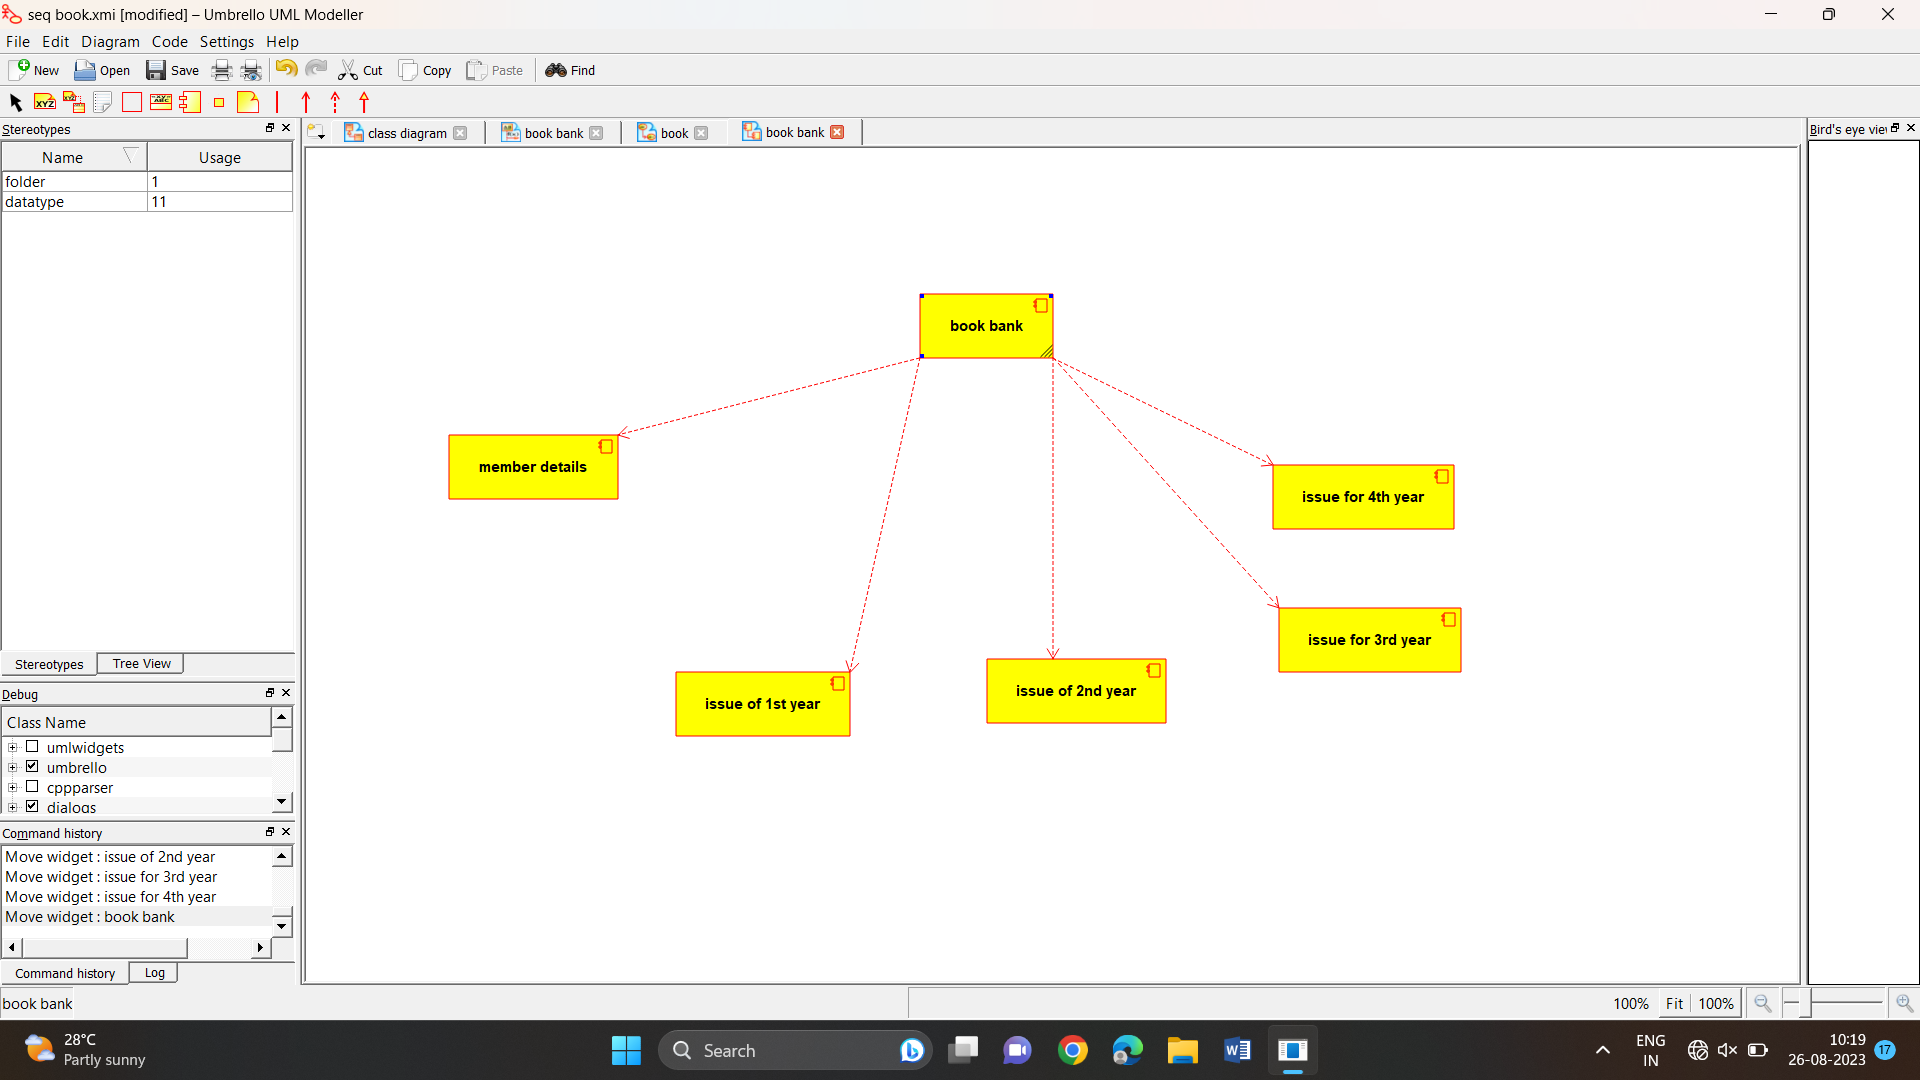 seq book.xmi [modified] – Umbrello UML Modeller
File Edit Diagram Code Settings Help
New Open Save Cut Copy Paste Find
XYZ XYZ ABC
Stereotypes
Name Usage
folder 1
datatype 11
Stereotypes Tree View
Debug
Class Name
umlwidgets
umbrello
cppparser
dialogs
Command history
Move widget : issue of 2nd year
Move widget : issue for 3rd year
Move widget : issue for 4th year
Move widget : book bank
Command history Log
class diagram book bank book book bank
book bank
member details
issue for 4th year
issue for 3rd year
issue of 2nd year
issue of 1st year
Bird's eye viev
book bank
100% Fit 100%
28°C
Partly sunny
Search
ENG
IN
10:19
26-08-2023
17